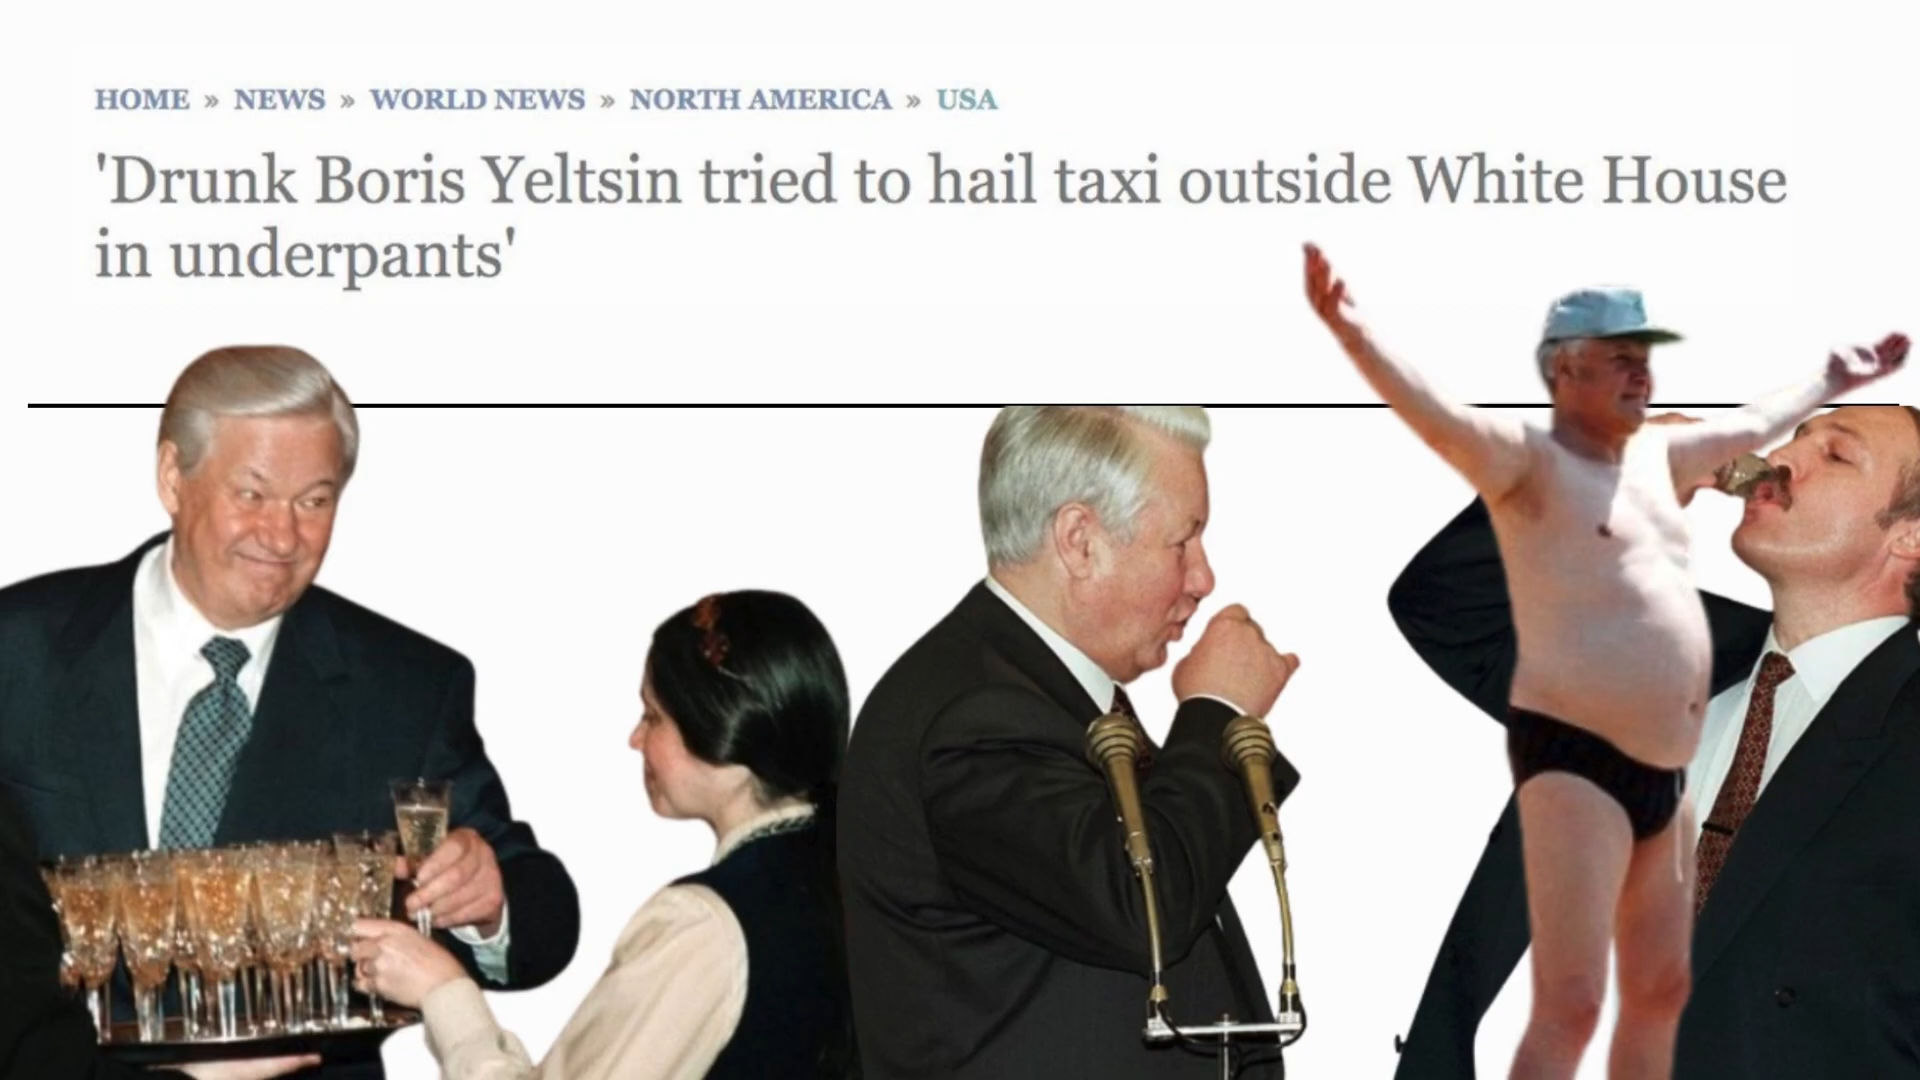 HOME » NEWS » WORLD NEWS » NORTH AMERICA » USA
'Drunk Boris Yeltsin tried to hail taxi outside White House
in underpants'